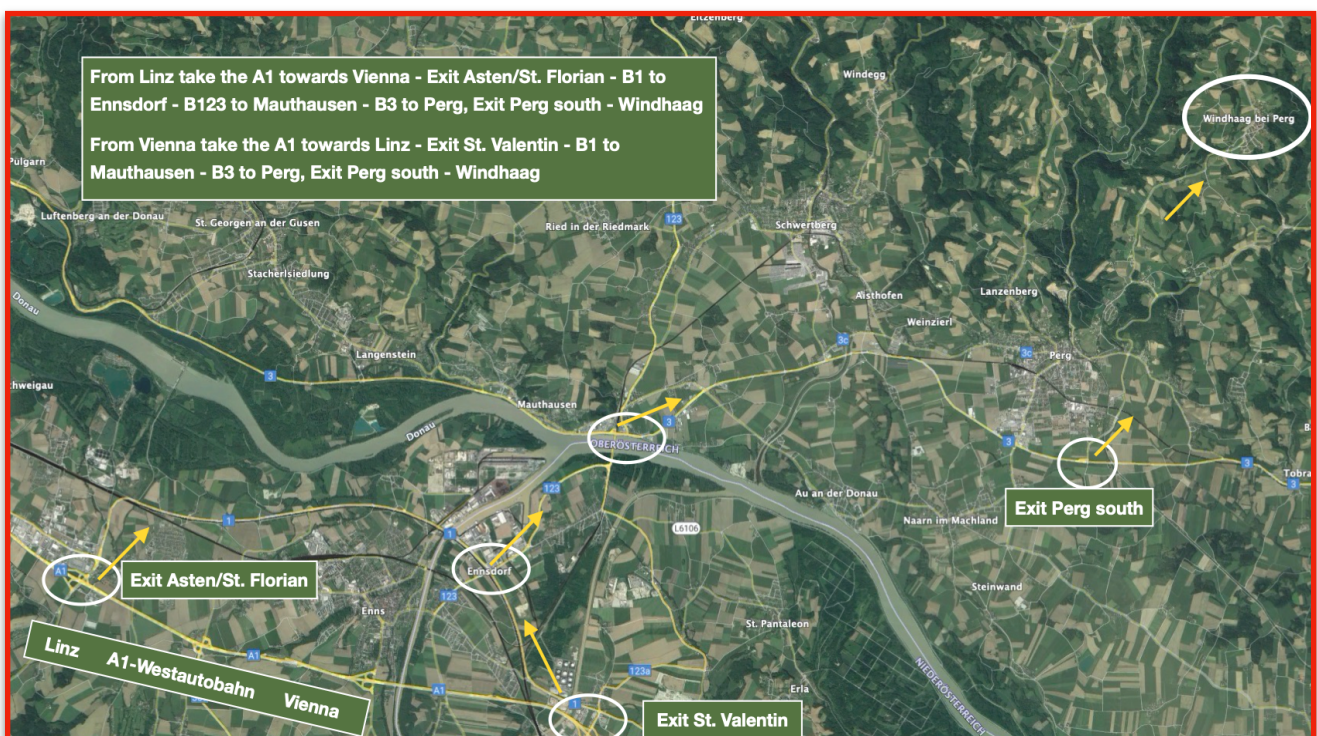 Eitzenberg
From Linz take the A1 towards Vienna - Exit Asten/St. Florian - B1 to
Ennsdorf - B123 to Mauthausen - B3 to Perg, Exit Perg south - Windhaag
From Vienna take the A1 towards Linz - Exit St. Valentin - B1 to
Mauthausen - B3 to Perg, Exit Perg south - Windhaag
Windegg
Windhaag bei Perg
Pulgarn
Luftenberg an der Donau
St. Georgen an der Gusen
Ried in der Riedmark
123
Schwertberg
Stacherlsiedlung
Donau
Aisthofen
Lanzenberg
Weinzierl
3c
3c
Perg
Langenstein
3
Mauthausen
3
Donau
OBERÖSTERREICH
3
3
3
Tobra
Au an der Donau
Naarn im Machland
Exit Perg south
123
1
1
L6106
A1
Exit Asten/St. Florian
Ennsdorf
123
Enns
Steinwand
St. Pantaleon
Linz A1-Westautobahn Vienna
A1
A1
123a
1
Exit St. Valentin
Erla
NIEDERÖSTERREICH